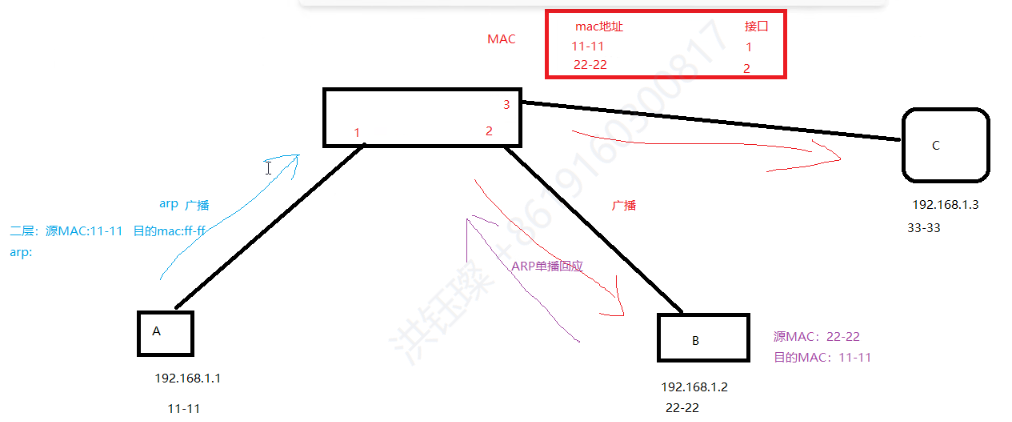 MAC
mac地址 接口
11-11 1
22-22 2
3
1 2
C
arp 广播
广播
192.168.1.3
二层：源MAC:11-11 目的mac:ff-ff
33-33
arp:
ARP单播回应
A
B
源MAC：22-22
目的MAC：11-11
192.168.1.1
192.168.1.2
11-11
22-22
洪钰璨 +8619160300817